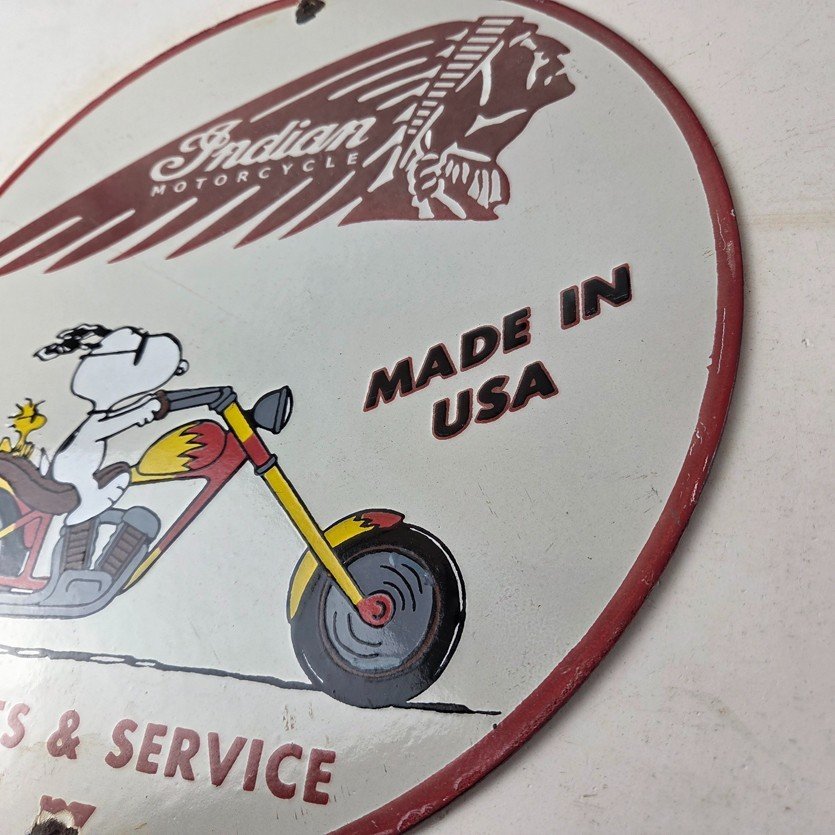 Indian
MOTORCYCLE
MADE IN
USA
& SERVICE